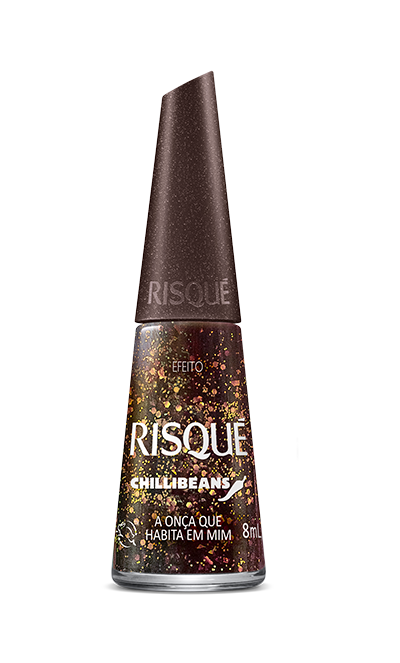 RISQUÉ
EFEITO
RISQUÉ
CHILLIBEANS
A ONÇA QUE
HABITA EM MIM
8mL